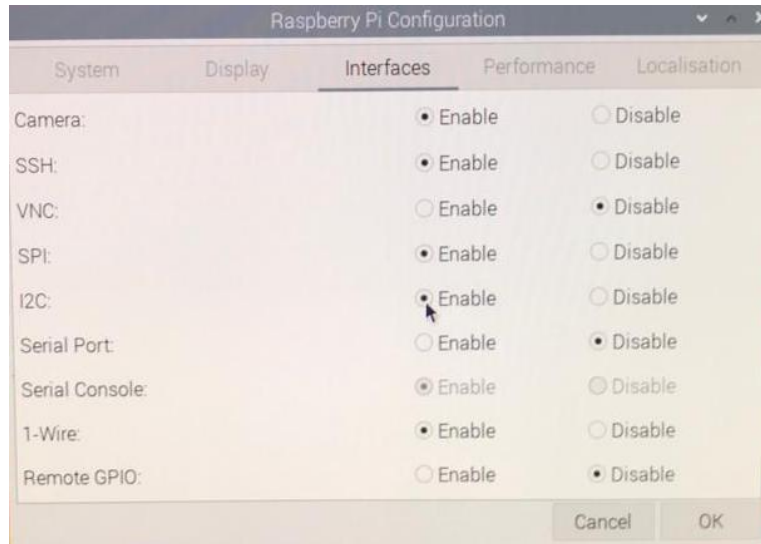 Raspberry Pi Configuration
System Display Interfaces Performance Localisation
Camera: Enable Disable
SSH: Enable Disable
VNC: Enable Disable
SPI: Enable Disable
I2C: Enable Disable
Serial Port: Enable Disable
Serial Console: Enable Disable
1-Wire: Enable Disable
Remote GPIO: Enable Disable
Cancel OK